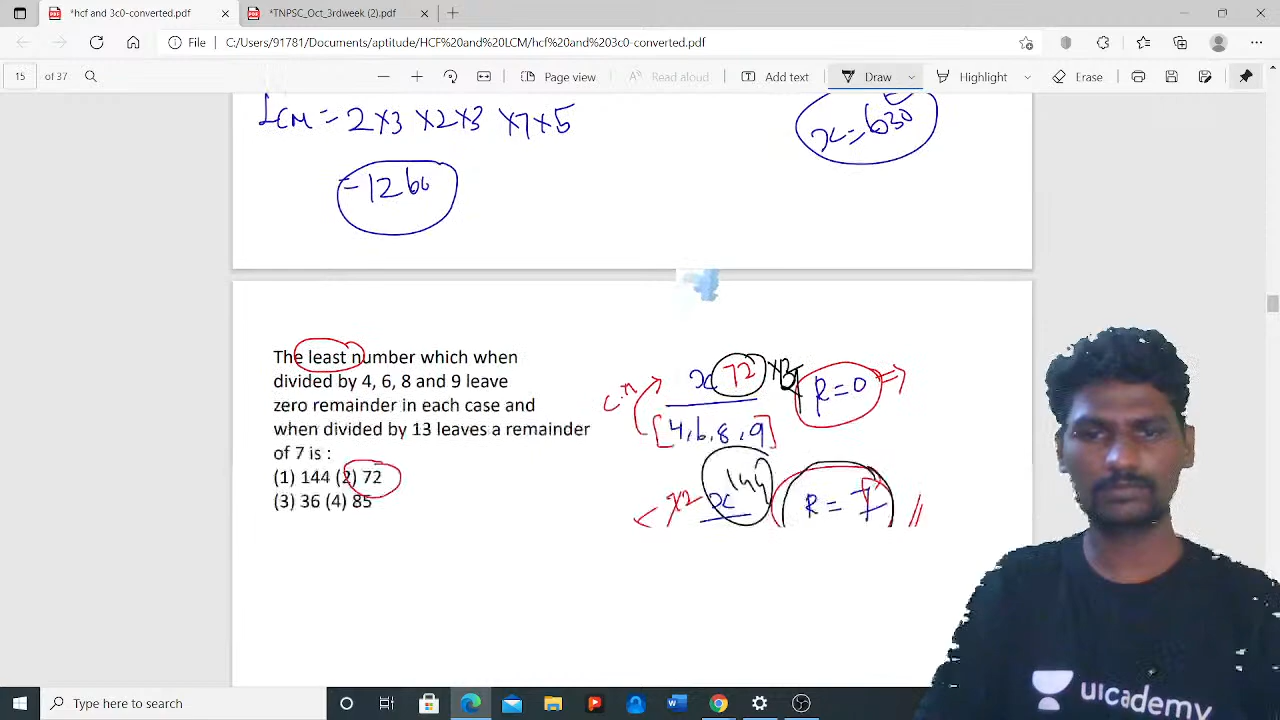 *hcf and 3c0-converted.pdf
*TNPSC_Oct_3rdweek (2).pdf
File
C:/Users/91781/Documents/aptitude/HCF%20and%20LCM/hcf%20and%203c0-converted.pdf
15 of 37
Page view
Read aloud
Add text
Draw
Highlight
Erase
LCM = 2×3 ×2×3 ×7×5
x = 630
= 1260
The least number which when
divided by 4, 6, 8 and 9 leave
zero remainder in each case and
when divided by 13 leaves a remainder
of 7 is :
(1) 144 (2) 72
(3) 36 (4) 85
x 72
R = 0
[4, 6, 8, 9]
144
×2 x
R = 7
Type here to search